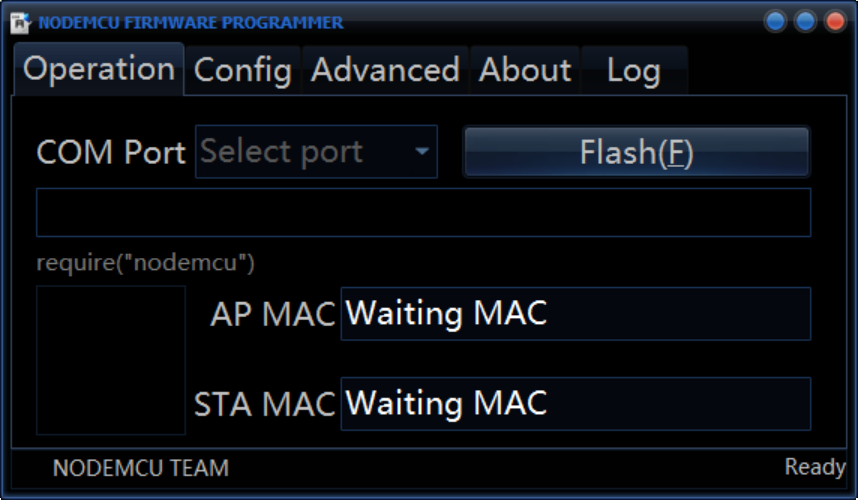 NODEMCU FIRMWARE PROGRAMMER
Operation Config Advanced About Log
COM Port Select port Flash(F)
require("nodemcu")
AP MAC Waiting MAC
STA MAC Waiting MAC
NODEMCU TEAM Ready